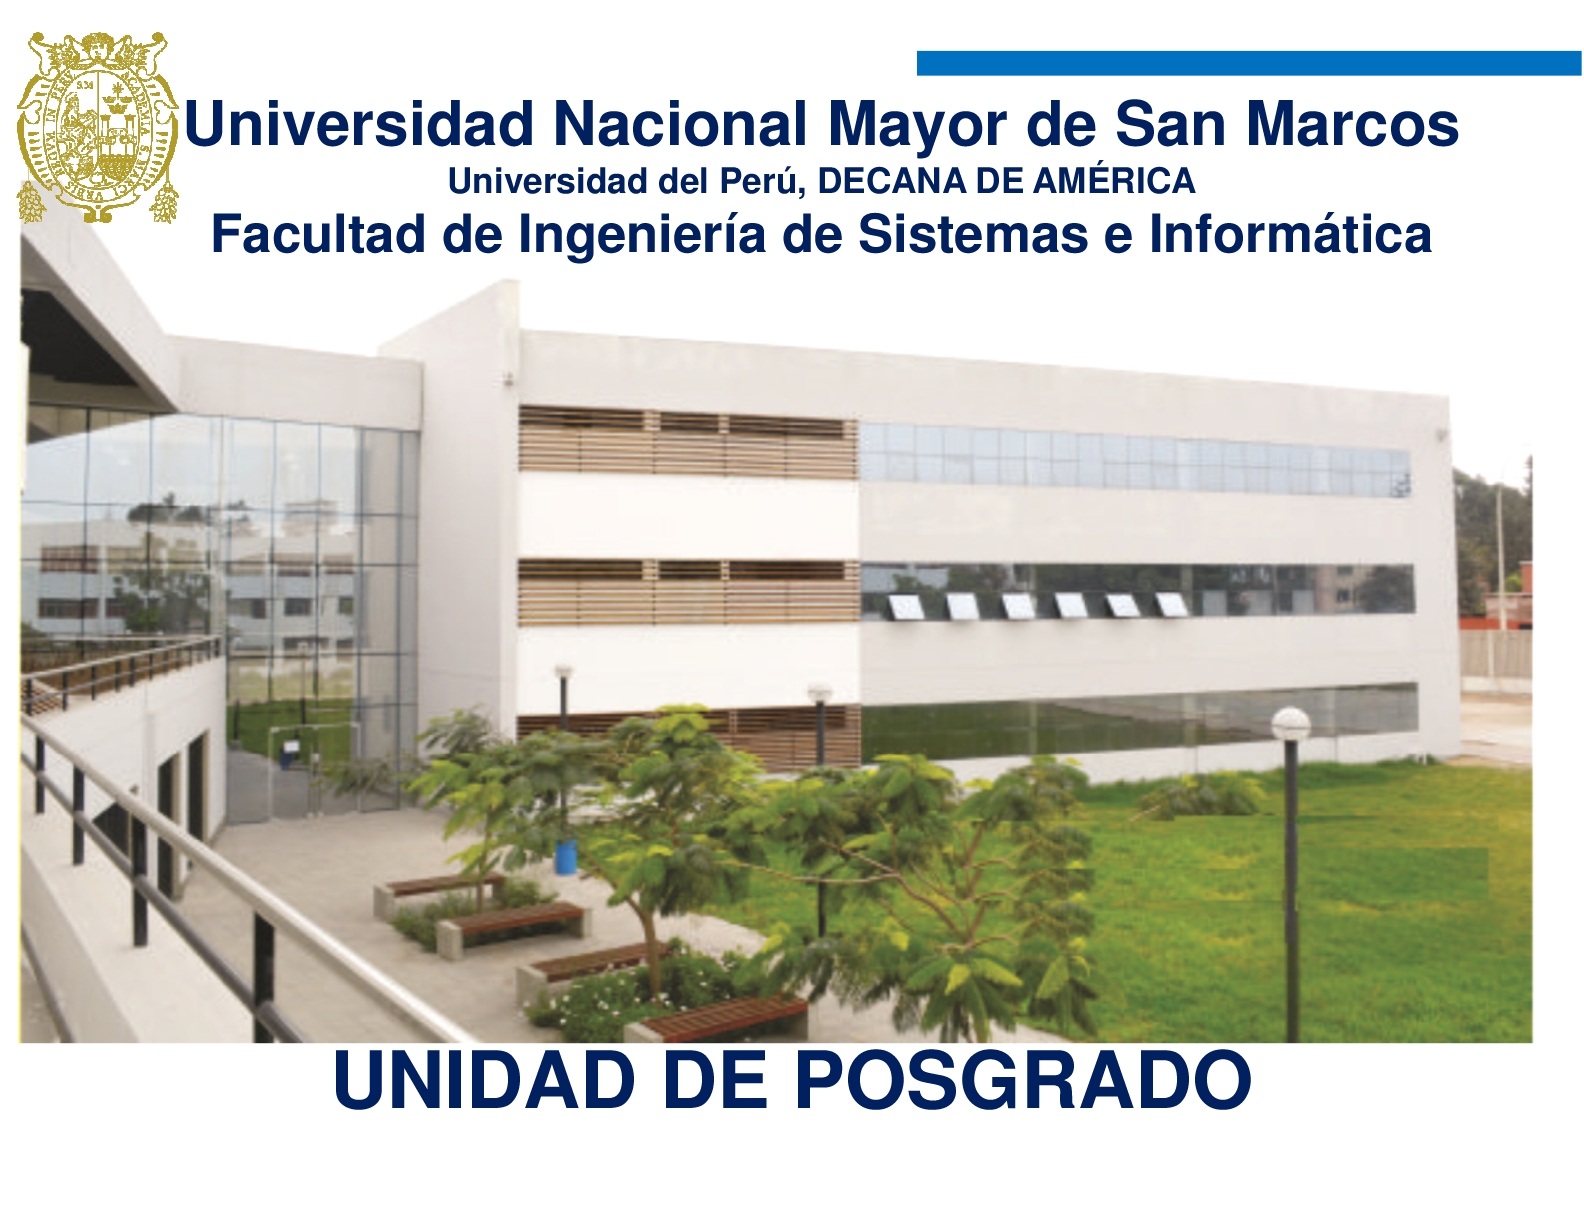 Universidad Nacional Mayor de San Marcos
Universidad del Perú, DECANA DE AMÉRICA
Facultad de Ingeniería de Sistemas e Informática
UNIDAD DE POSGRADO